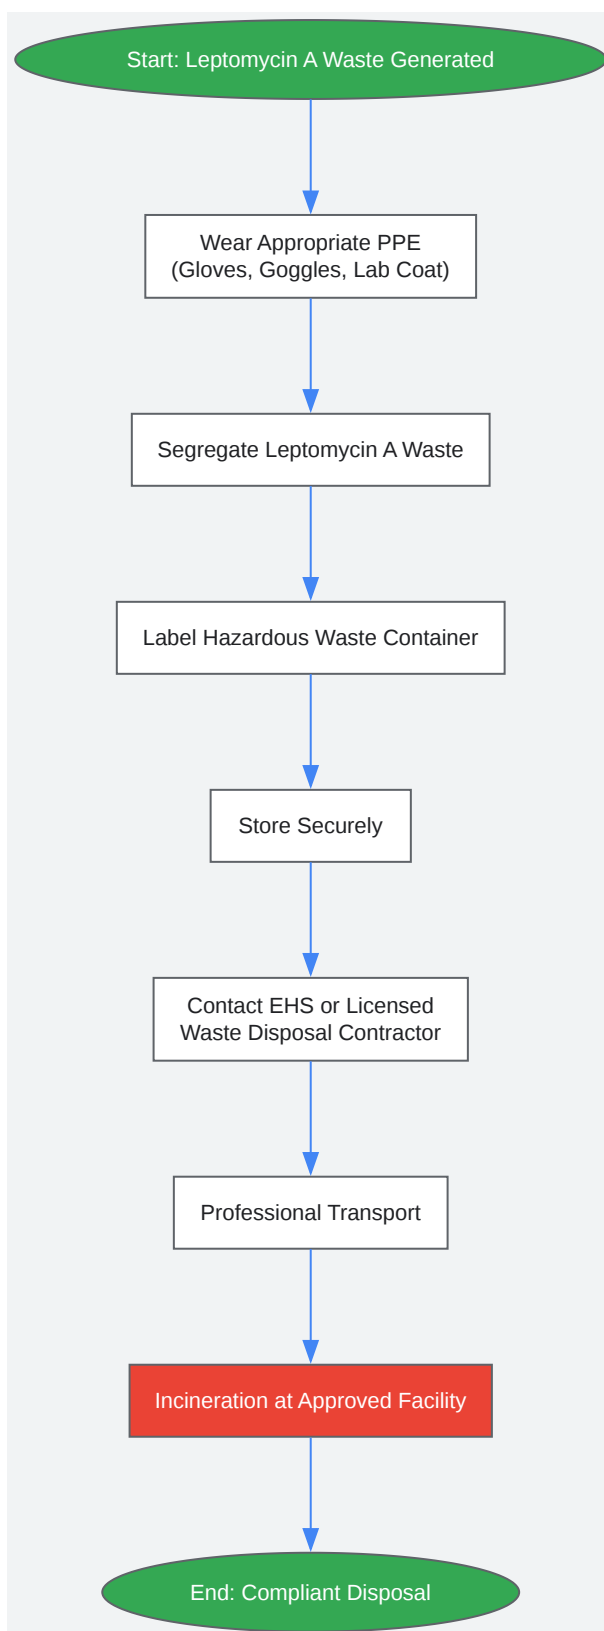 Start: Leptomycin A Waste Generated
Wear Appropriate PPE
(Gloves, Goggles, Lab Coat)
Segregate Leptomycin A Waste
Label Hazardous Waste Container
Store Securely
Contact EHS or Licensed
Waste Disposal Contractor
Professional Transport
Incineration at Approved Facility
End: Compliant Disposal